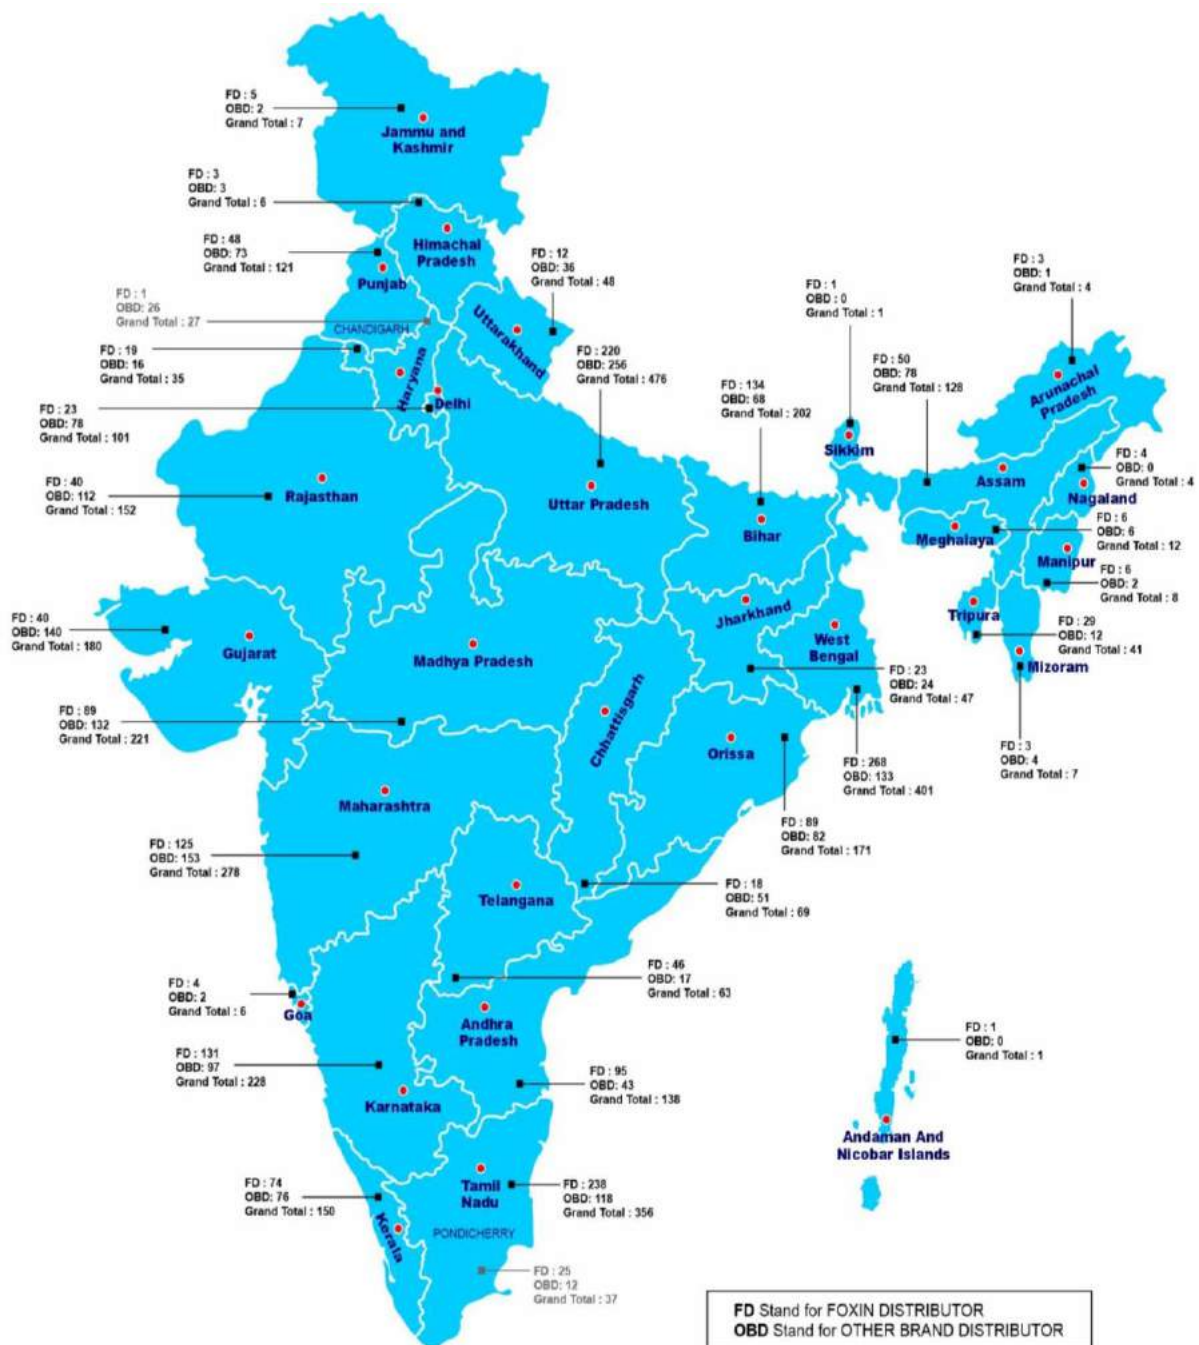 FD : 5
OBD: 2
Grand Total : 7
Jammu and
Kashmir
FD : 3
OBD: 3
Grand Total : 6
Himachal
Pradesh
FD : 48
OBD: 73
Grand Total : 121
Punjab
FD : 12
OBD: 36
Grand Total : 48
Uttarakhand
FD : 1
OBD: 26
Grand Total : 27
CHANDIGARH
FD : 19
OBD: 16
Grand Total : 35
Haryana
FD : 23
OBD: 78
Grand Total : 101
Delhi
FD : 220
OBD: 256
Grand Total : 476
Uttar Pradesh
FD : 134
OBD: 68
Grand Total : 202
Bihar
FD : 1
OBD: 0
Grand Total : 1
Sikkim
FD : 50
OBD: 78
Grand Total : 128
Assam
FD : 3
OBD: 1
Grand Total : 4
Arunachal
Pradesh
FD : 4
OBD: 0
Grand Total : 4
Nagaland
FD : 6
OBD: 6
Grand Total : 12
Meghalaya
Manipur
FD : 6
OBD: 2
Grand Total : 8
Tripura
FD : 29
OBD: 12
Grand Total : 41
Mizoram
FD : 3
OBD: 4
Grand Total : 7
FD : 40
OBD: 112
Grand Total : 152
Rajasthan
FD : 40
OBD: 140
Grand Total : 180
Gujarat
FD : 89
OBD: 132
Grand Total : 221
Madhya Pradesh
Jharkhand
FD : 23
OBD: 24
Grand Total : 47
West
Bengal
FD : 268
OBD: 133
Grand Total : 401
Chhattisgarh
Orissa
FD : 89
OBD: 82
Grand Total : 171
Maharashtra
FD : 125
OBD: 153
Grand Total : 278
FD : 18
OBD: 51
Grand Total : 69
Telangana
FD : 46
OBD: 17
Grand Total : 63
FD : 4
OBD: 2
Grand Total : 6
Goa
Andhra
Pradesh
FD : 95
OBD: 43
Grand Total : 138
FD : 131
OBD: 97
Grand Total : 228
Karnataka
FD : 1
OBD: 0
Grand Total : 1
Andaman And
Nicobar Islands
FD : 74
OBD: 76
Grand Total : 150
Kerala
Tamil
Nadu
FD : 238
OBD: 118
Grand Total : 356
PONDICHERRY
FD : 25
OBD: 12
Grand Total : 37
FD Stand for FOXIN DISTRIBUTOR
OBD Stand for OTHER BRAND DISTRIBUTOR